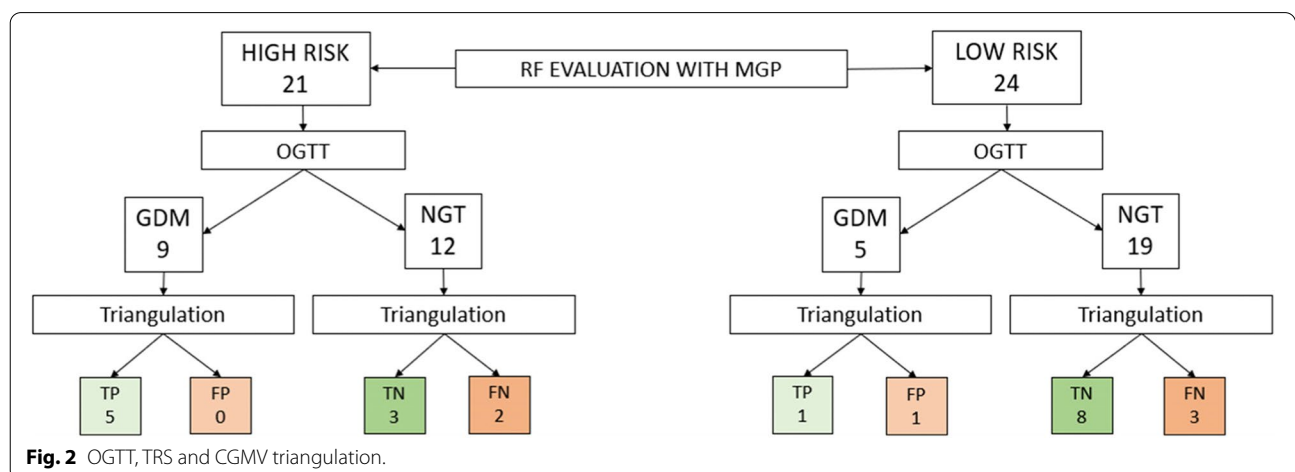 HIGH RISK
21
RF EVALUATION WITH MGP
LOW RISK
24
OGTT
OGTT
GDM
9
NGT
12
GDM
5
NGT
19
Triangulation
Triangulation
Triangulation
Triangulation
TP
5
FP
0
TN
3
FN
2
TP
1
FP
1
TN
8
FN
3
Fig. 2 OGTT, TRS and CGMV triangulation.